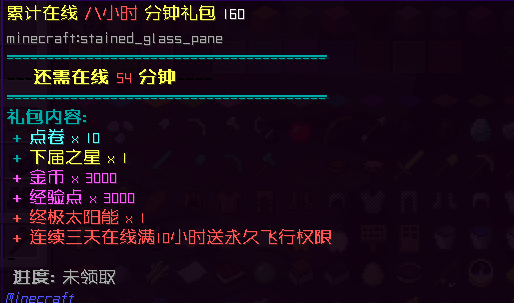 累计在线 八小时 分钟礼包 160
minecraft:stained_glass_pane
还需在线 54 分钟
礼包内容:
+ 点卷 x 10
+ 下届之星 x 1
+ 金币 x 3000
+ 经验点 x 3000
+ 终极太阳能 x 1
+ 连续三天在线满10小时送永久飞行权限
进度: 未领取
Minecraft